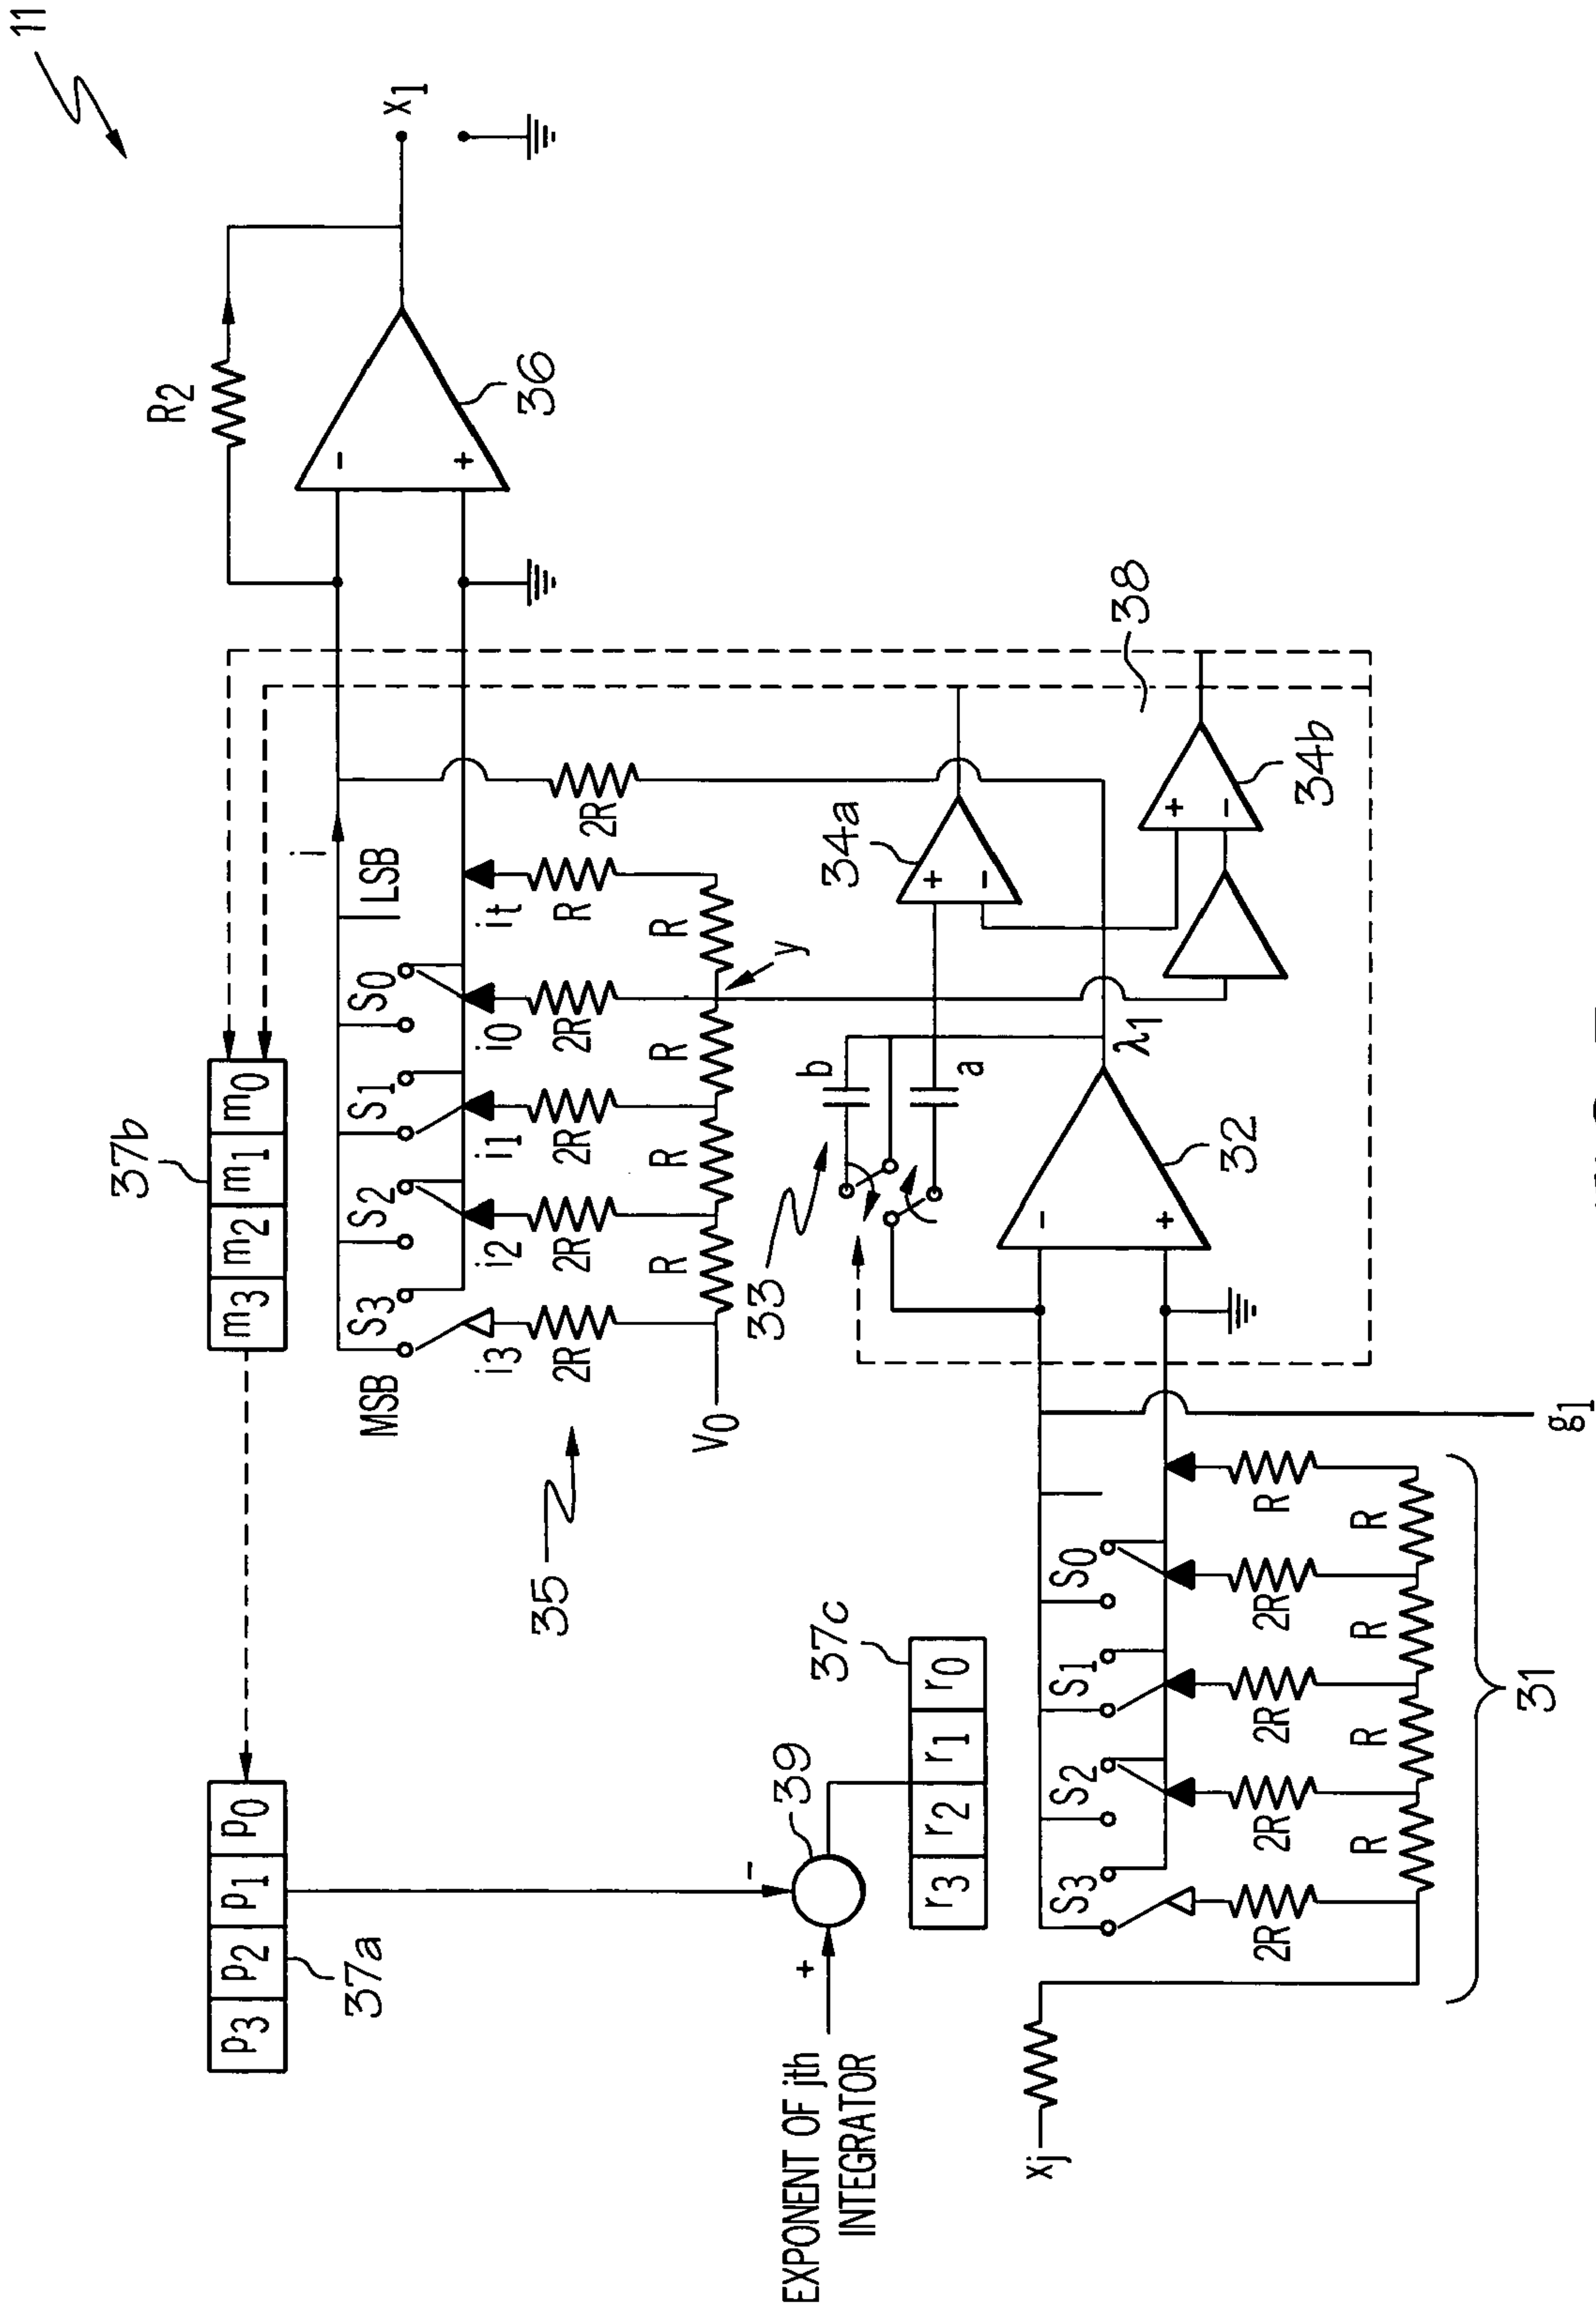 11
x1
R2
36
37b
m3 m2 m1 m0
MSB
S3
S2
S1
S0
LSB
i
i3
i2
i1
i0
it
2R
2R
2R
2R
R
2R
V0
R
R
R
R
y
35
38
34a
34b
33
b
a
λ1
32
+
-
+
-
+
-
+
-
37a
p3 p2 p1 p0
-
39
+
EXPONENT OF jth
INTEGRATOR
37c
r3 r2 r1 r0
S3
S2
S1
S0
2R
2R
2R
2R
R
R
R
R
R
31
xj
g1